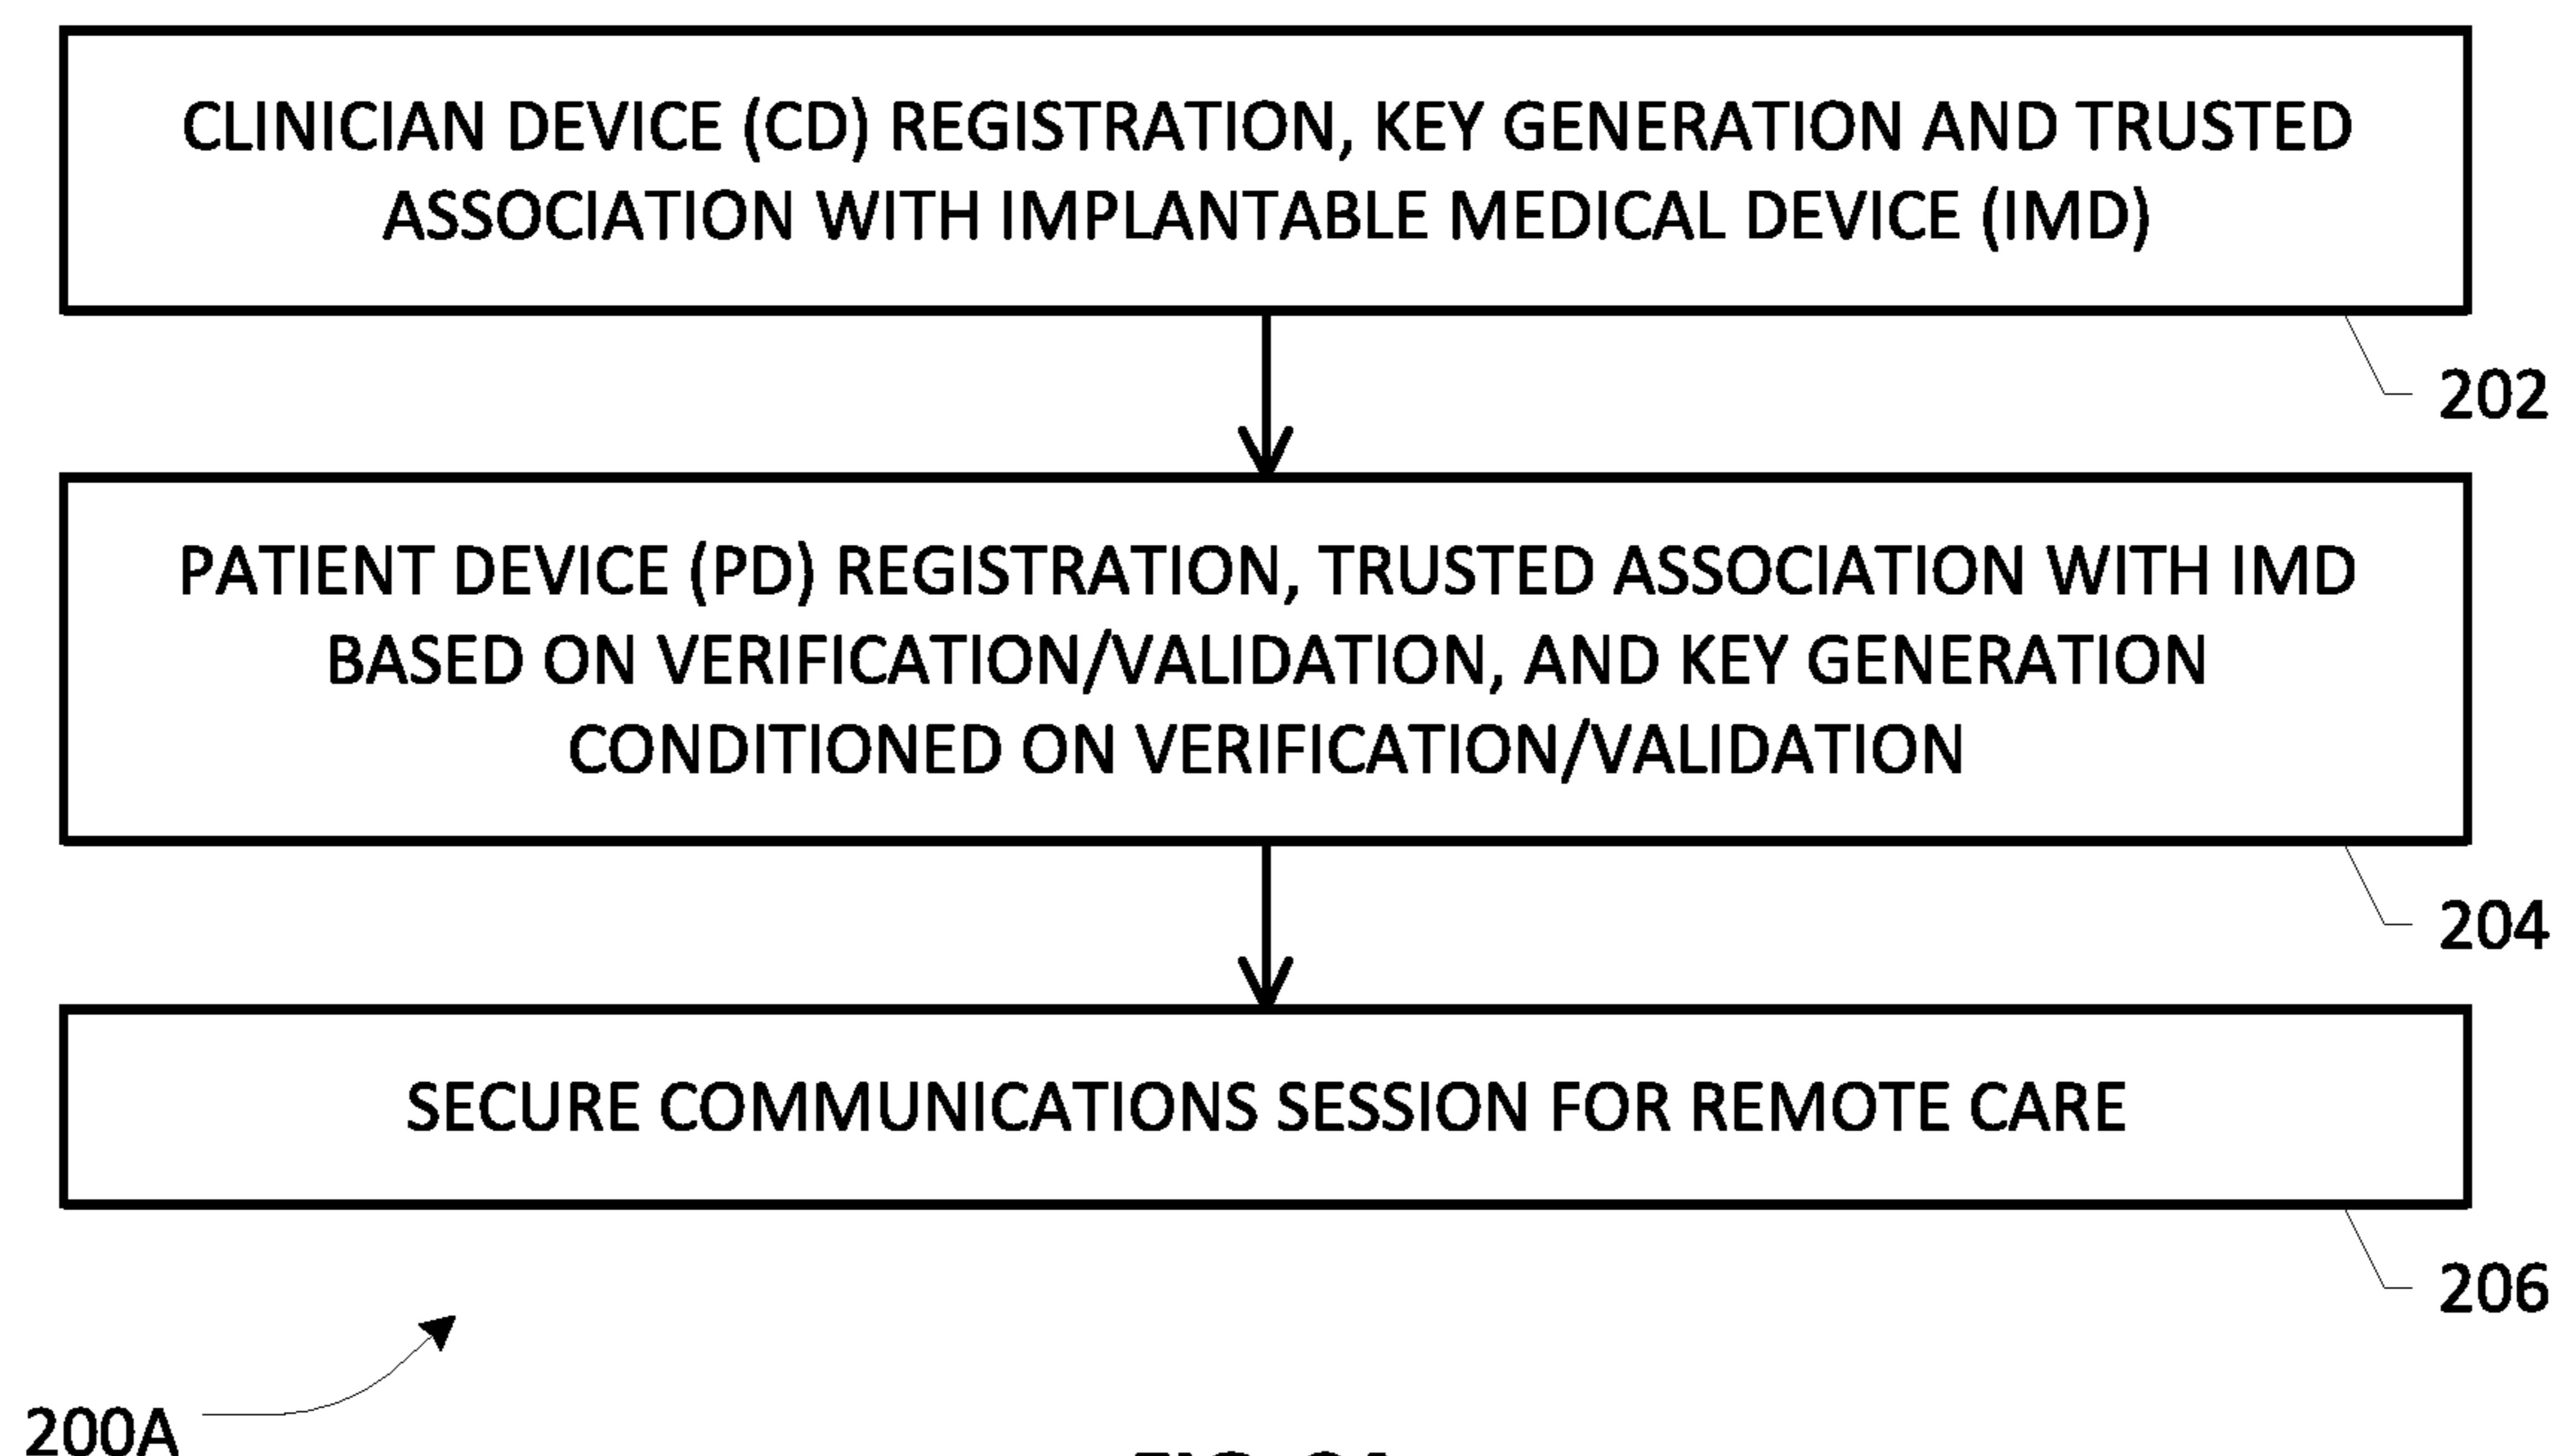 CLINICIAN DEVICE (CD) REGISTRATION, KEY GENERATION AND TRUSTED
ASSOCIATION WITH IMPLANTABLE MEDICAL DEVICE (IMD)
202
PATIENT DEVICE (PD) REGISTRATION, TRUSTED ASSOCIATION WITH IMD
BASED ON VERIFICATION/VALIDATION, AND KEY GENERATION
CONDITIONED ON VERIFICATION/VALIDATION
204
SECURE COMMUNICATIONS SESSION FOR REMOTE CARE
206
200A